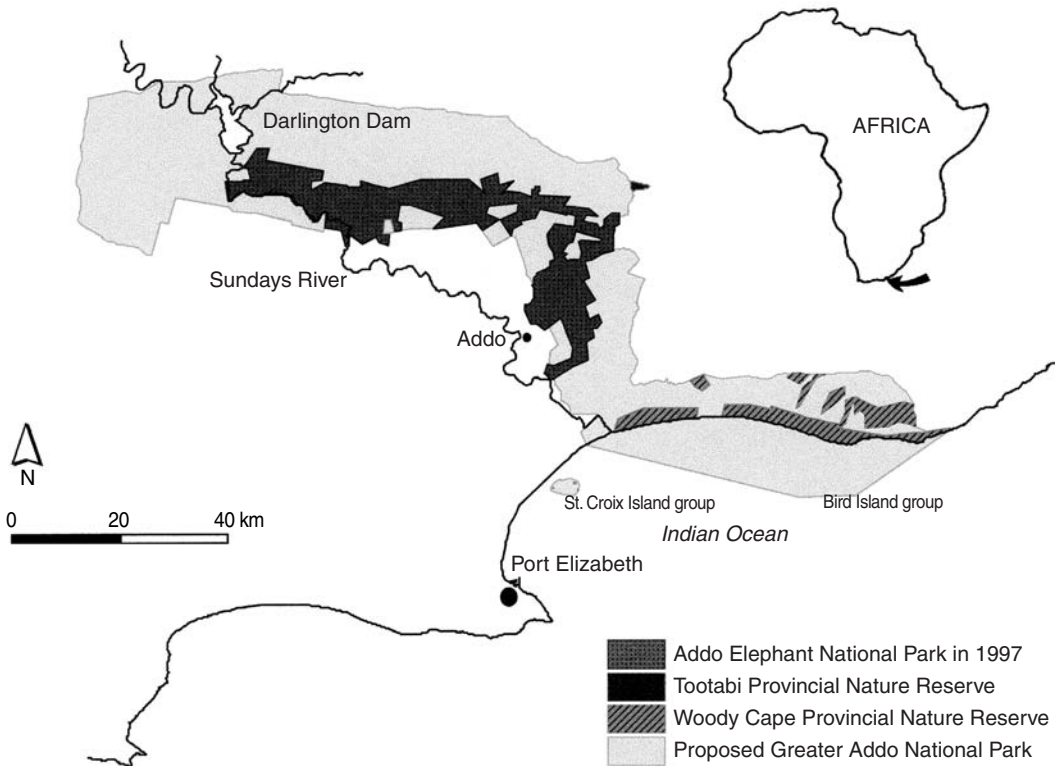 Darlington Dam
AFRICA
Sundays River
Addo
N
0 20 40 km
St. Croix Island group
Bird Island group
Indian Ocean
Port Elizabeth
Addo Elephant National Park in 1997
Tootabi Provincial Nature Reserve
Woody Cape Provincial Nature Reserve
Proposed Greater Addo National Park